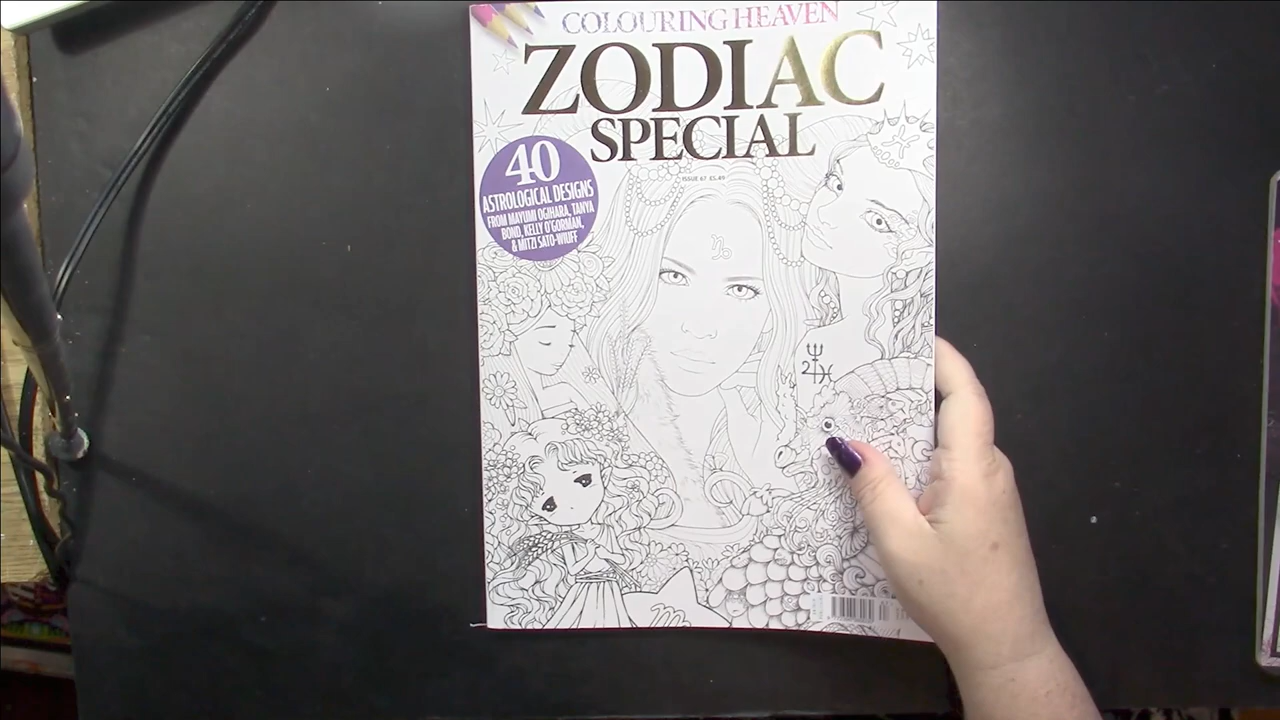 COLOURING HEAVEN
ZODIAC
SPECIAL
ISSUE 67 £5.49
40
ASTROLOGICAL DESIGNS
FROM MAYUMI OGIHARA, TANYA
BOND, KELLY O'GORMAN,
& MITZI SATO-WIUFF